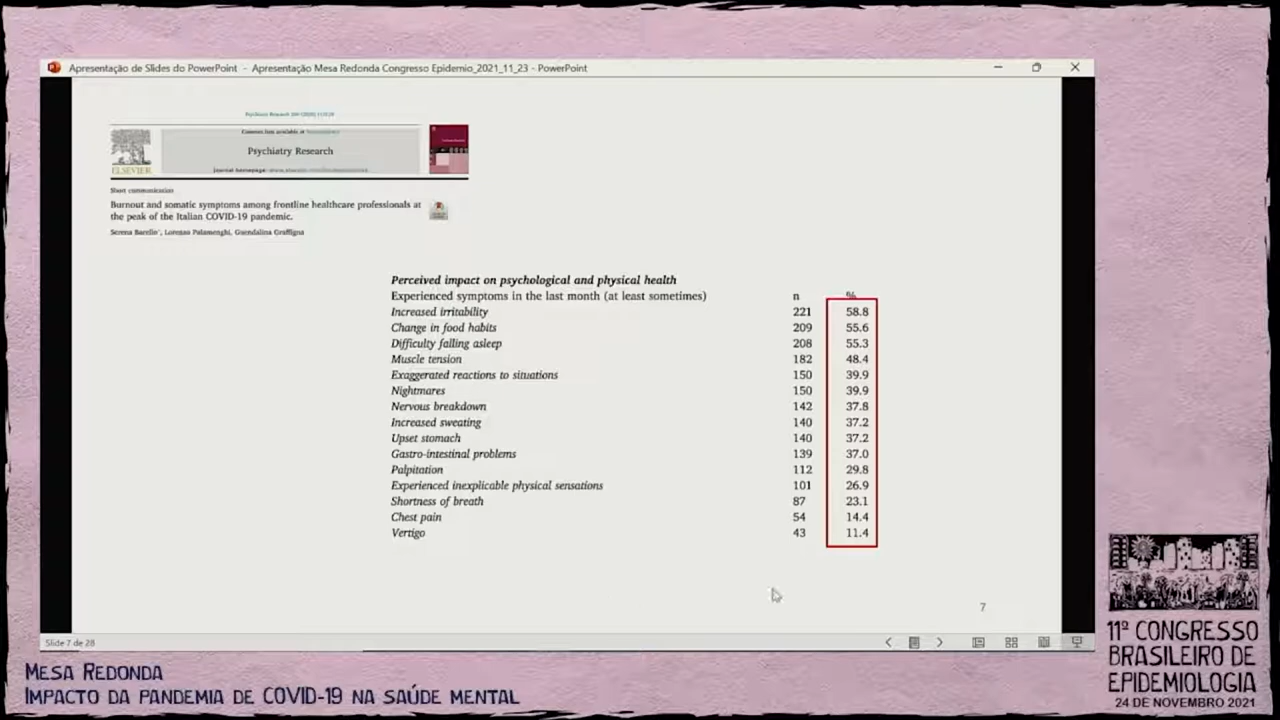 Apresentação de Slides do PowerPoint - Apresentação Mesa Redonda Congresso Epidemio_2021_11_23 - PowerPoint
Contents lists available at
ELSEVIER
Psychiatry Research
journal homepage:
Short communication
Burnout and somatic symptoms among frontline healthcare professionals at
the peak of the Italian COVID-19 pandemic.
Serena Barello*, Lorenzo Palamenghi, Guendalina Graffigna
Perceived impact on psychological and physical health
Experienced symptoms in the last month (at least sometimes) n %
Increased irritability 221 58.8
Change in food habits 209 55.6
Difficulty falling asleep 208 55.3
Muscle tension 182 48.4
Exaggerated reactions to situations 150 39.9
Nightmares 150 39.9
Nervous breakdown 142 37.8
Increased sweating 140 37.2
Upset stomach 140 37.2
Gastro-intestinal problems 139 37.0
Palpitation 112 29.8
Experienced inexplicable physical sensations 101 26.9
Shortness of breath 87 23.1
Chest pain 54 14.4
Vertigo 43 11.4
7
Slide 7 de 28
MESA REDONDA
IMPACTO DA PANDEMIA DE COVID-19 NA SAÚDE MENTAL
11º CONGRESSO
BRASILEIRO DE
EPIDEMIOLOGIA
24 DE NOVEMBRO 2021